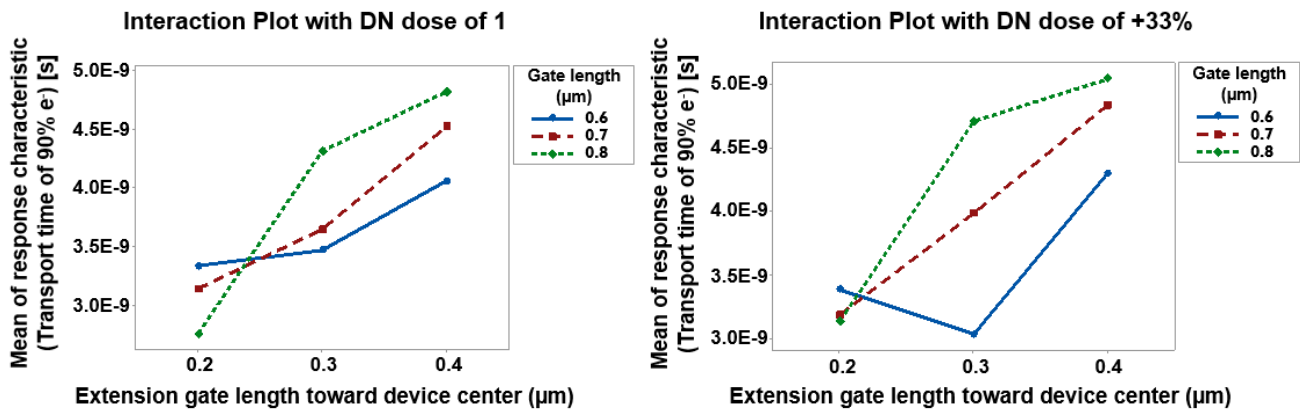 Interaction Plot with DN dose of 1
Mean of response characteristic
(Transport time of 90% e-) [s]
5.0E-9
4.5E-9
4.0E-9
3.5E-9
3.0E-9
0.2
0.3
0.4
Extension gate length toward device center (µm)
Gate length
(µm)
0.6
0.7
0.8
Interaction Plot with DN dose of +33%
Mean of response characteristic
(Transport time of 90% e-) [s]
5.0E-9
4.5E-9
4.0E-9
3.5E-9
3.0E-9
0.2
0.3
0.4
Extension gate length toward device center (µm)
Gate length
(µm)
0.6
0.7
0.8